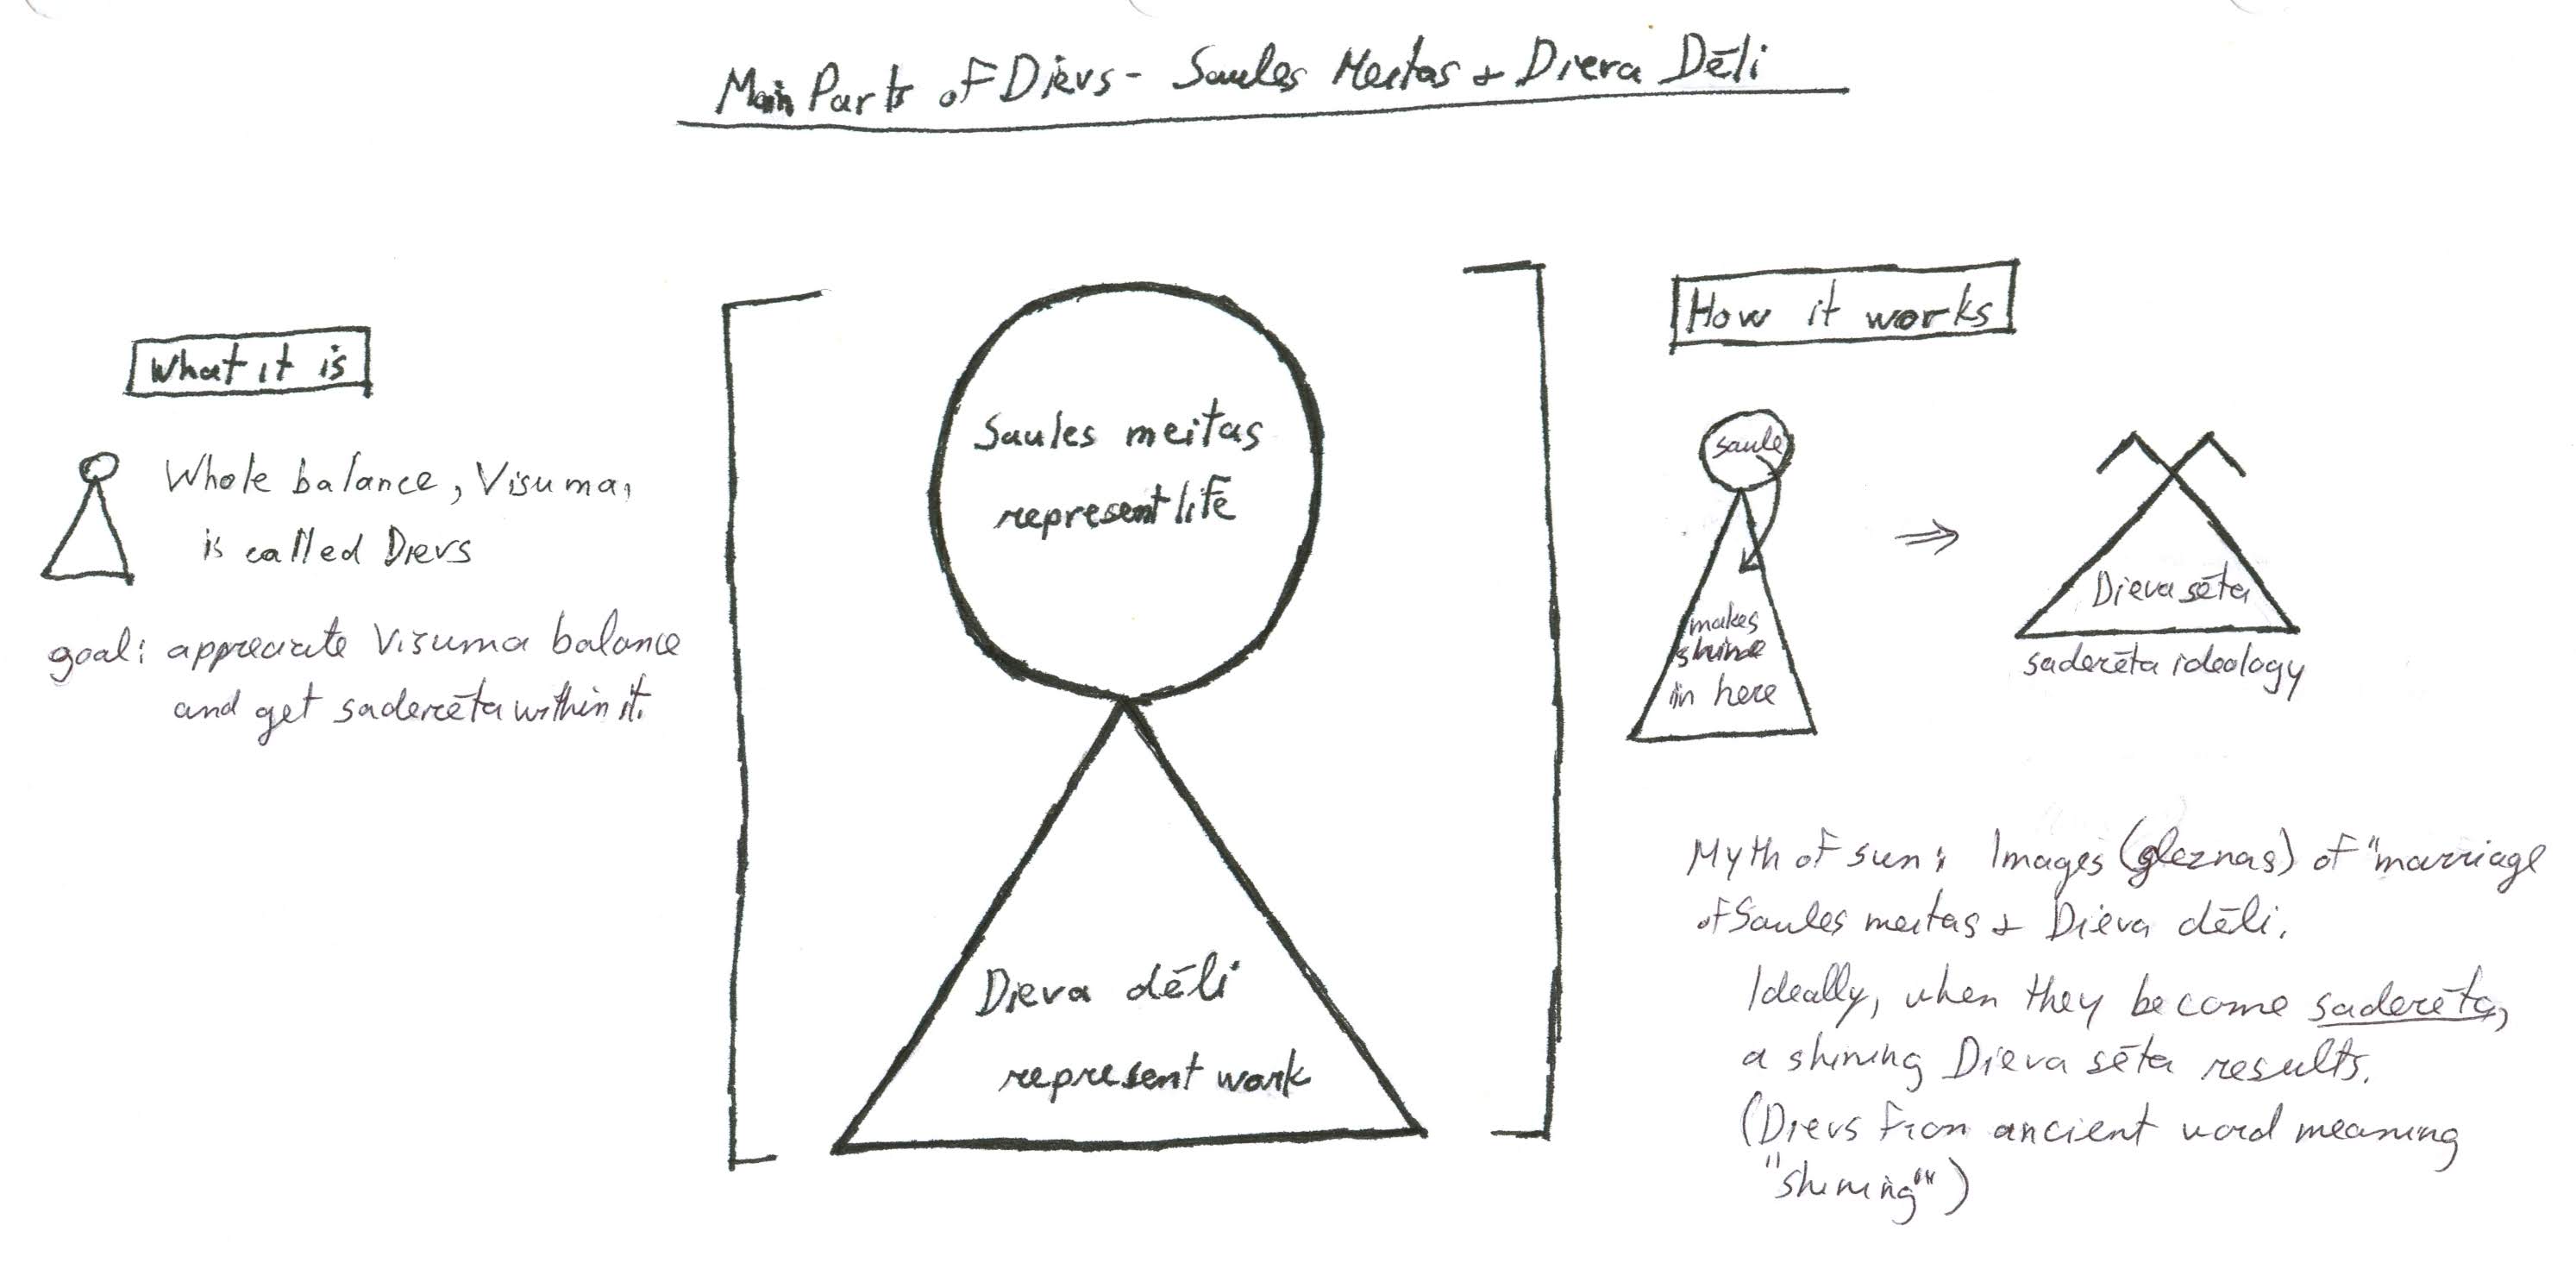 Main Parts of Dievs - Saules Meitas & Dieva Dēli
What it is
Whole balance, Visuma,
is called Dievs
goal: appreciate Visuma balance
and get saderēta within it.
Saules meitas
represent life
Dieva dēli
represent work
How it works
saule
makes
shine
in here
⇒
Dieva sēta
saderēta ideology
Myth of sun: Images (gleznas) of "marriage
of Saules meitas & Dieva dēli.
Ideally, when they become saderēta,
a shining Dieva sēta results.
(Dievs from ancient word meaning
"shining")